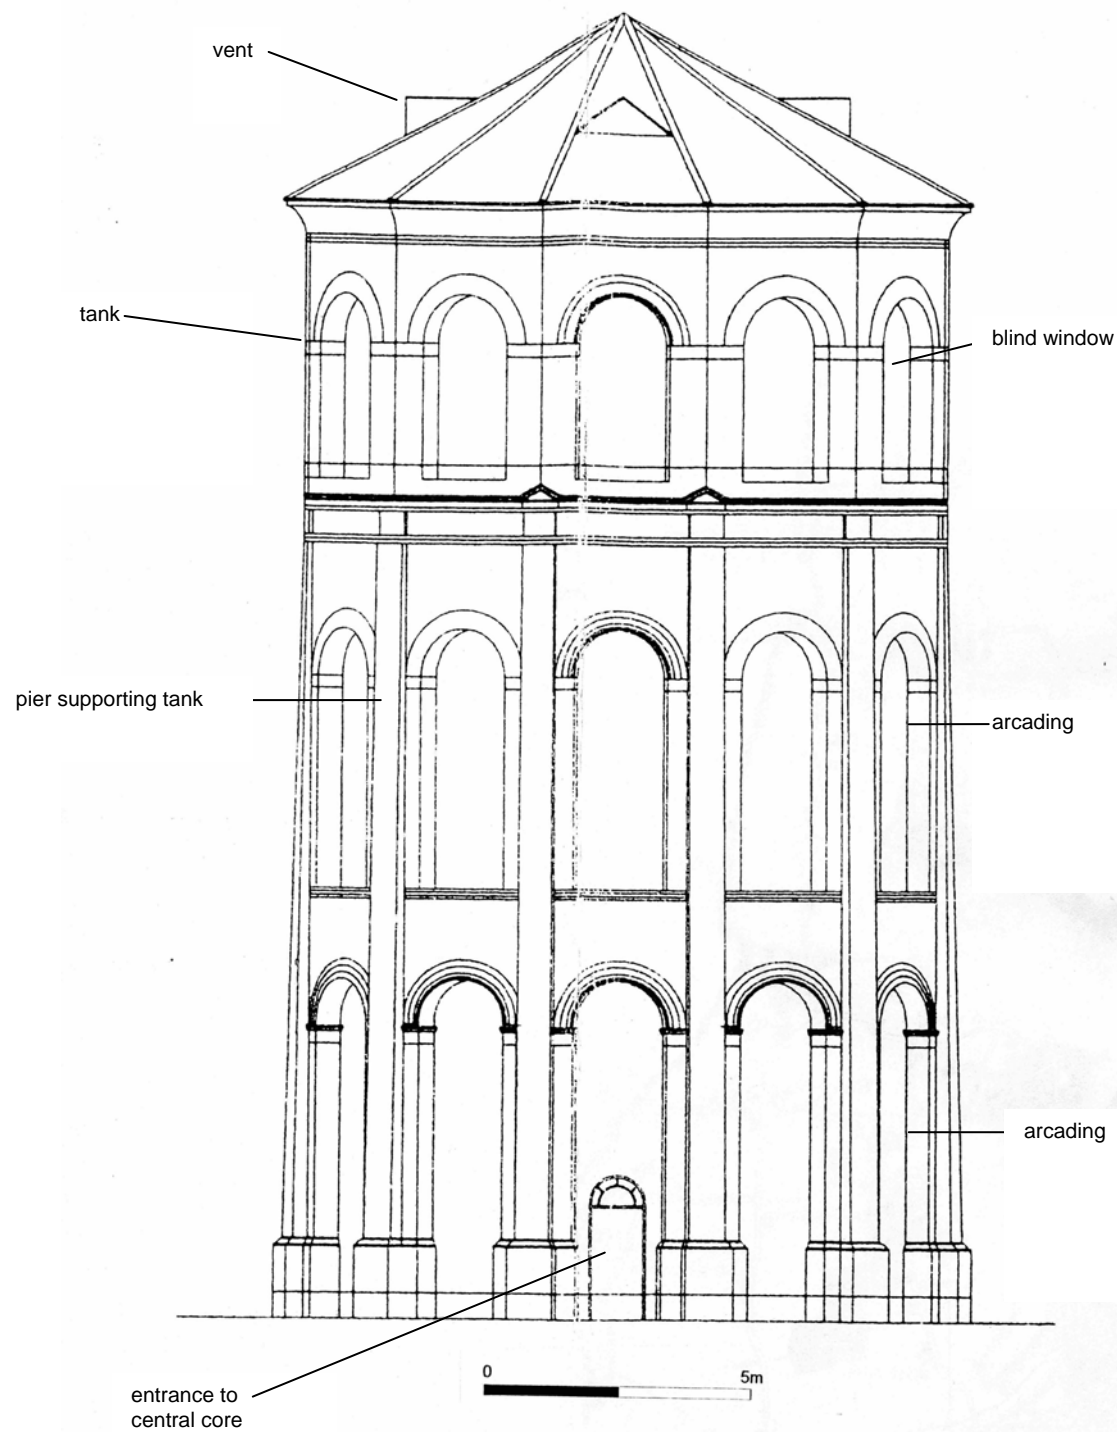 vent
tank
blind window
pier supporting tank
arcading
arcading
0 5m
entrance to
central core